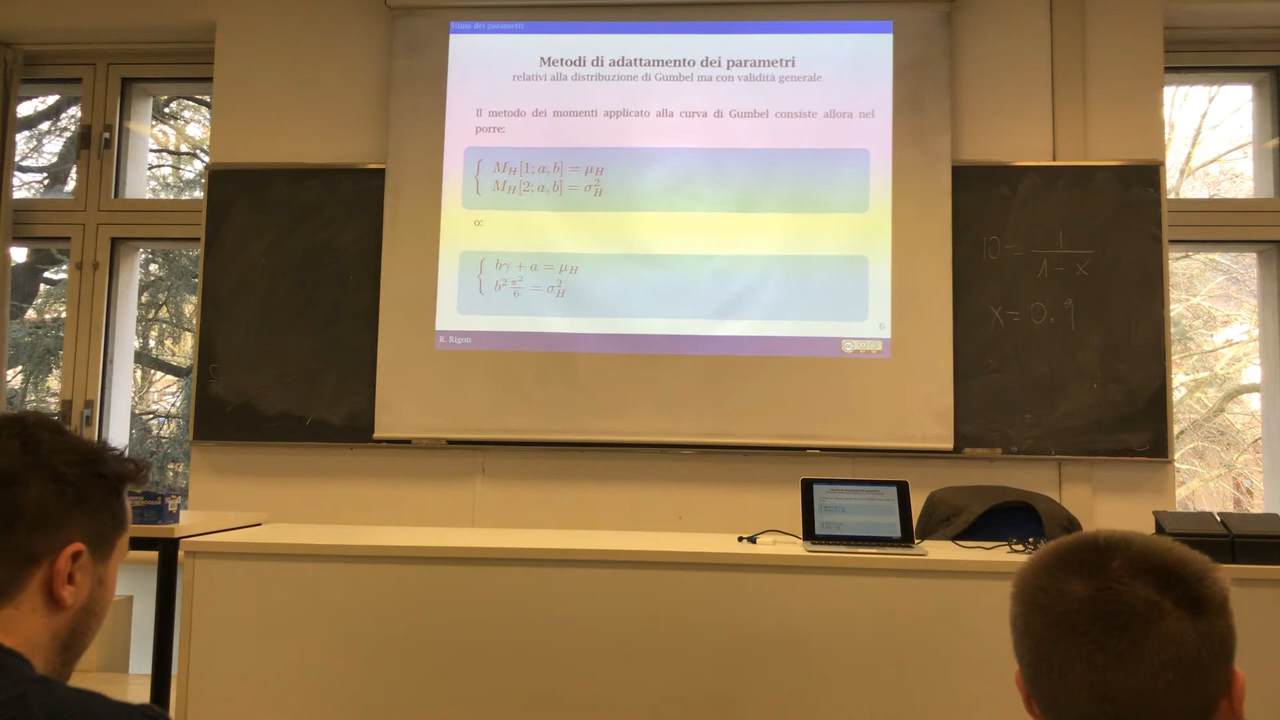 Stima dei parametri
Metodi di adattamento dei parametri
relativi alla distribuzione di Gumbel ma con validità generale
Il metodo dei momenti applicato alla curva di Gumbel consiste allora nel
porre:
M_H[1; a, b] = μ_H
M_H[2; a, b] = σ²_H
o:
bγ + a = μ_H
b² π²/6 = σ²_H
6
R. Rigon
10 = 1/(1 - x)
x = 0.9